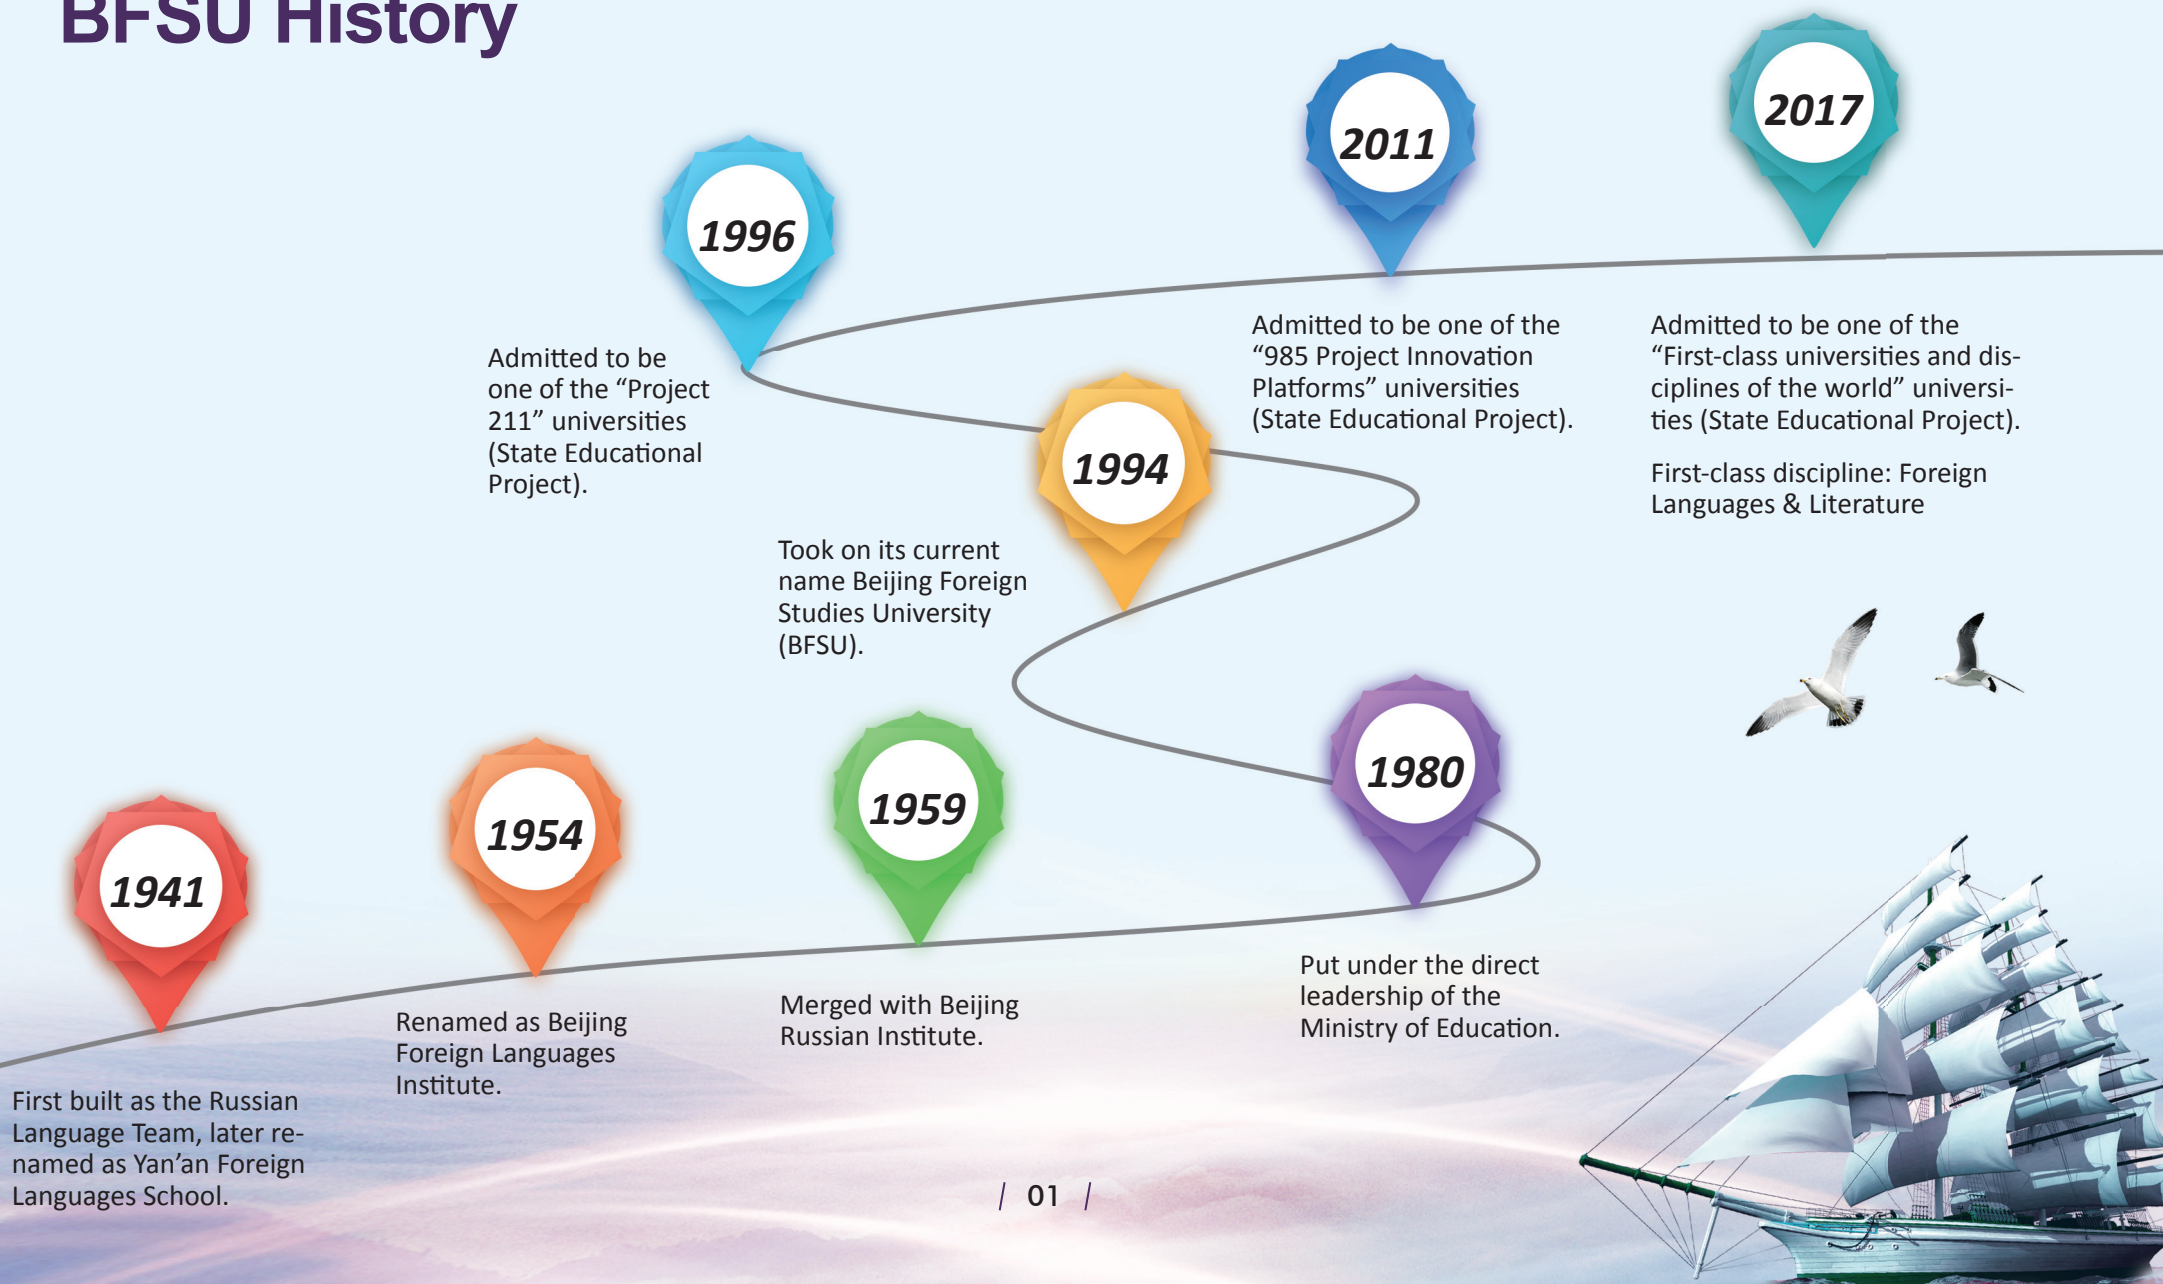 BFSU History
2017
2011
1996
Admitted to be one of the
“985 Project Innovation
Platforms” universities
(State Educational Project).
Admitted to be one of the
“First-class universities and dis-
ciplines of the world” universi-
ties (State Educational Project).
First-class discipline: Foreign
Languages & Literature
Admitted to be
one of the “Project
211” universities
(State Educational
Project).
1994
Took on its current
name Beijing Foreign
Studies University
(BFSU).
1980
1959
1954
1941
Put under the direct
leadership of the
Ministry of Education.
Merged with Beijing
Russian Institute.
Renamed as Beijing
Foreign Languages
Institute.
First built as the Russian
Language Team, later re-
named as Yan’an Foreign
Languages School.
/ 01 /